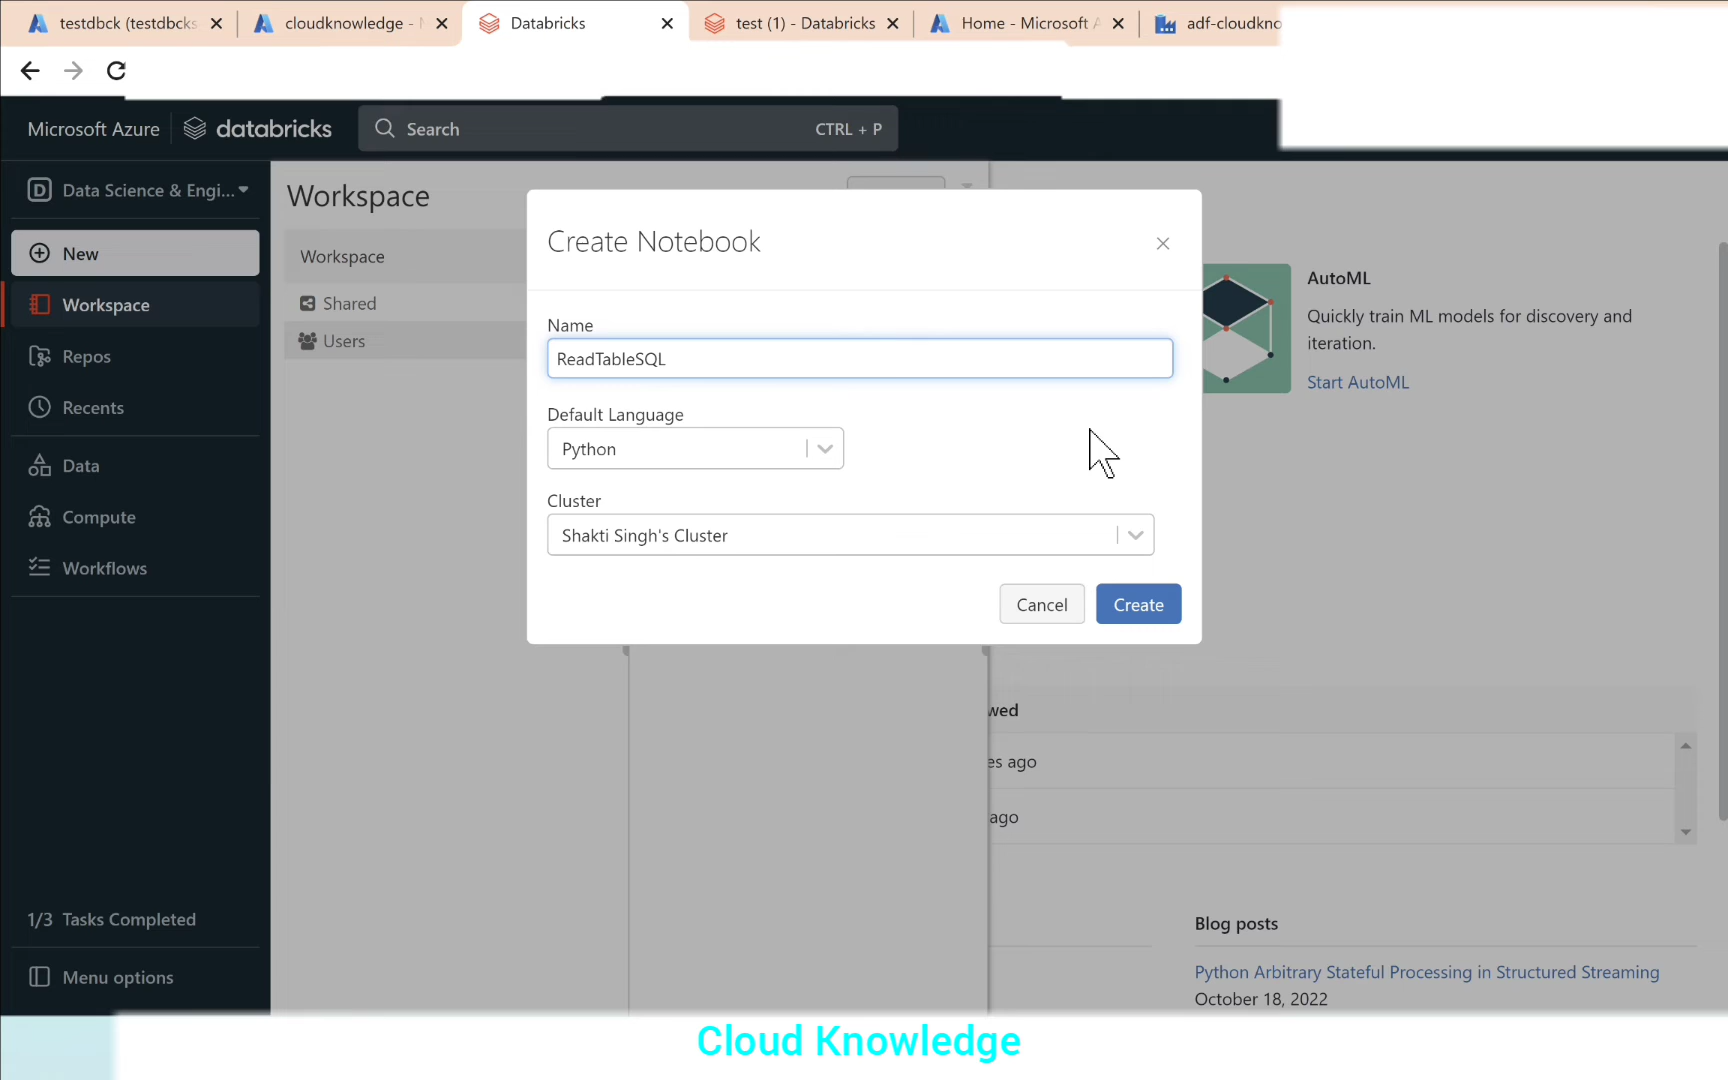 testdbck (testdbcks
cloudknowledge -
Databricks
test (1) - Databricks
Home - Microsoft A
adf-cloudkno
Microsoft Azure
databricks
Search
CTRL + P
Data Science & Engi...
New
Workspace
Repos
Recents
Data
Compute
Workflows
1/3 Tasks Completed
Menu options
Workspace
Workspace
Shared
Users
Create Notebook
Name
ReadTableSQL
Default Language
Python
Cluster
Shakti Singh's Cluster
Cancel
Create
AutoML
Quickly train ML models for discovery and
iteration.
Start AutoML
wed
es ago
ago
Blog posts
Python Arbitrary Stateful Processing in Structured Streaming
October 18, 2022
Cloud Knowledge